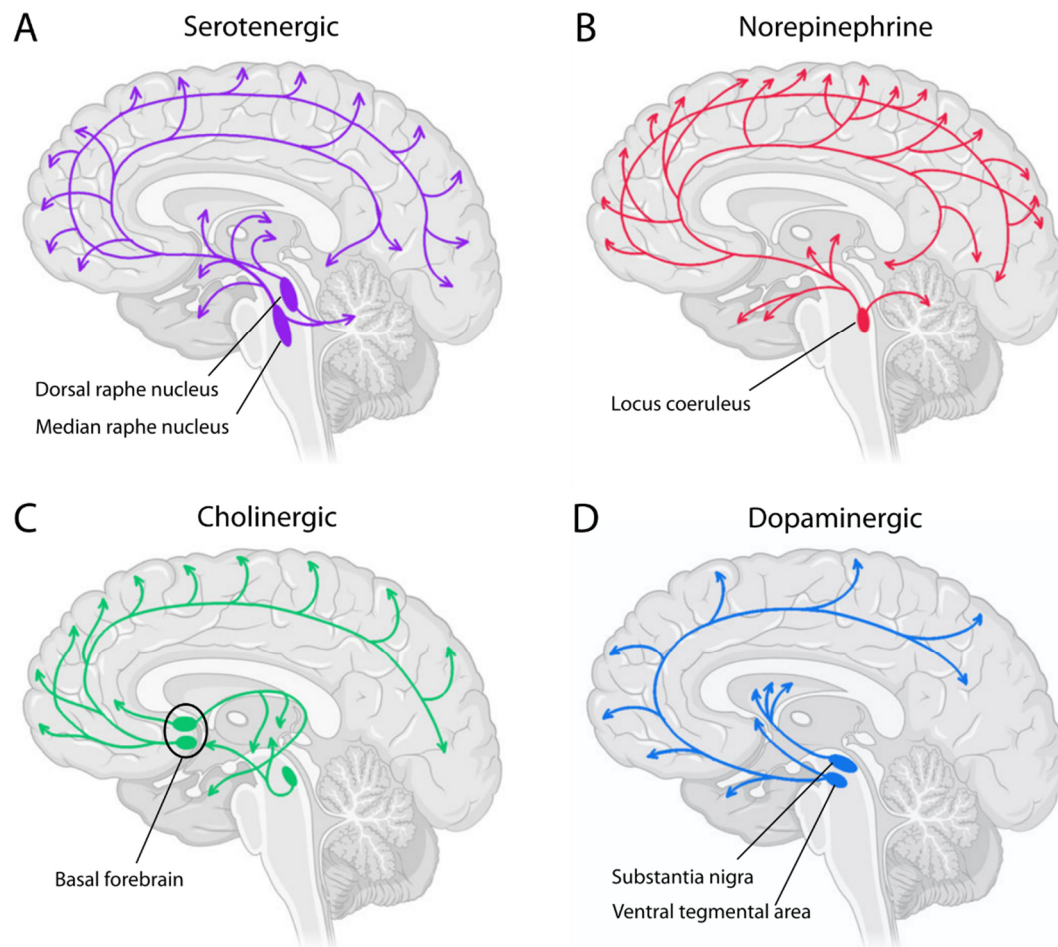 A
Serotenergic
B
Norepinephrine
Dorsal raphe nucleus
Median raphe nucleus
Locus coeruleus
C
Cholinergic
D
Dopaminergic
Basal forebrain
Substantia nigra
Ventral tegmental area